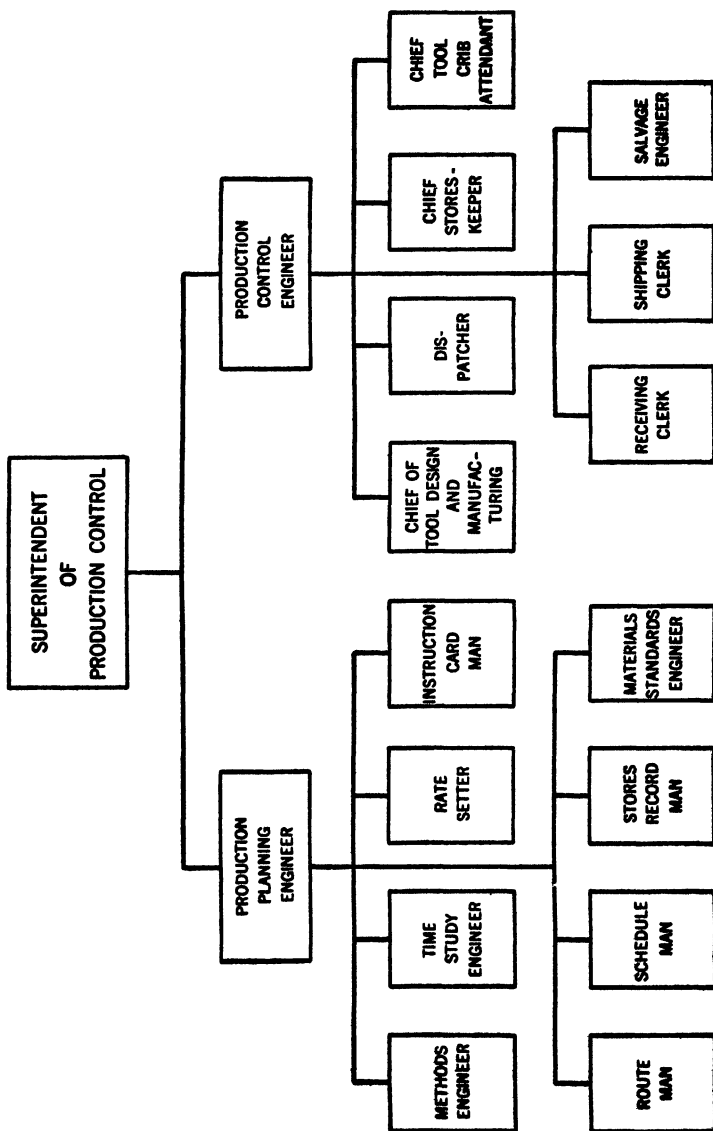 SUPERINTENDENT
OF
PRODUCTION CONTROL
PRODUCTION
PLANNING
ENGINEER
PRODUCTION
CONTROL
ENGINEER
METHODS
ENGINEER
TIME
STUDY
ENGINEER
RATE
SETTER
INSTRUCTION
CARD
MAN
CHIEF OF
TOOL DESIGN
AND
MANUFAC-
TURING
DIS-
PATCHER
CHIEF
STORES-
KEEPER
CHIEF
TOOL
CRIB
ATTENDANT
ROUTE
MAN
SCHEDULE
MAN
STORES
RECORD
MAN
MATERIALS
STANDARDS
ENGINEER
RECEIVING
CLERK
SHIPPING
CLERK
SALVAGE
ENGINEER